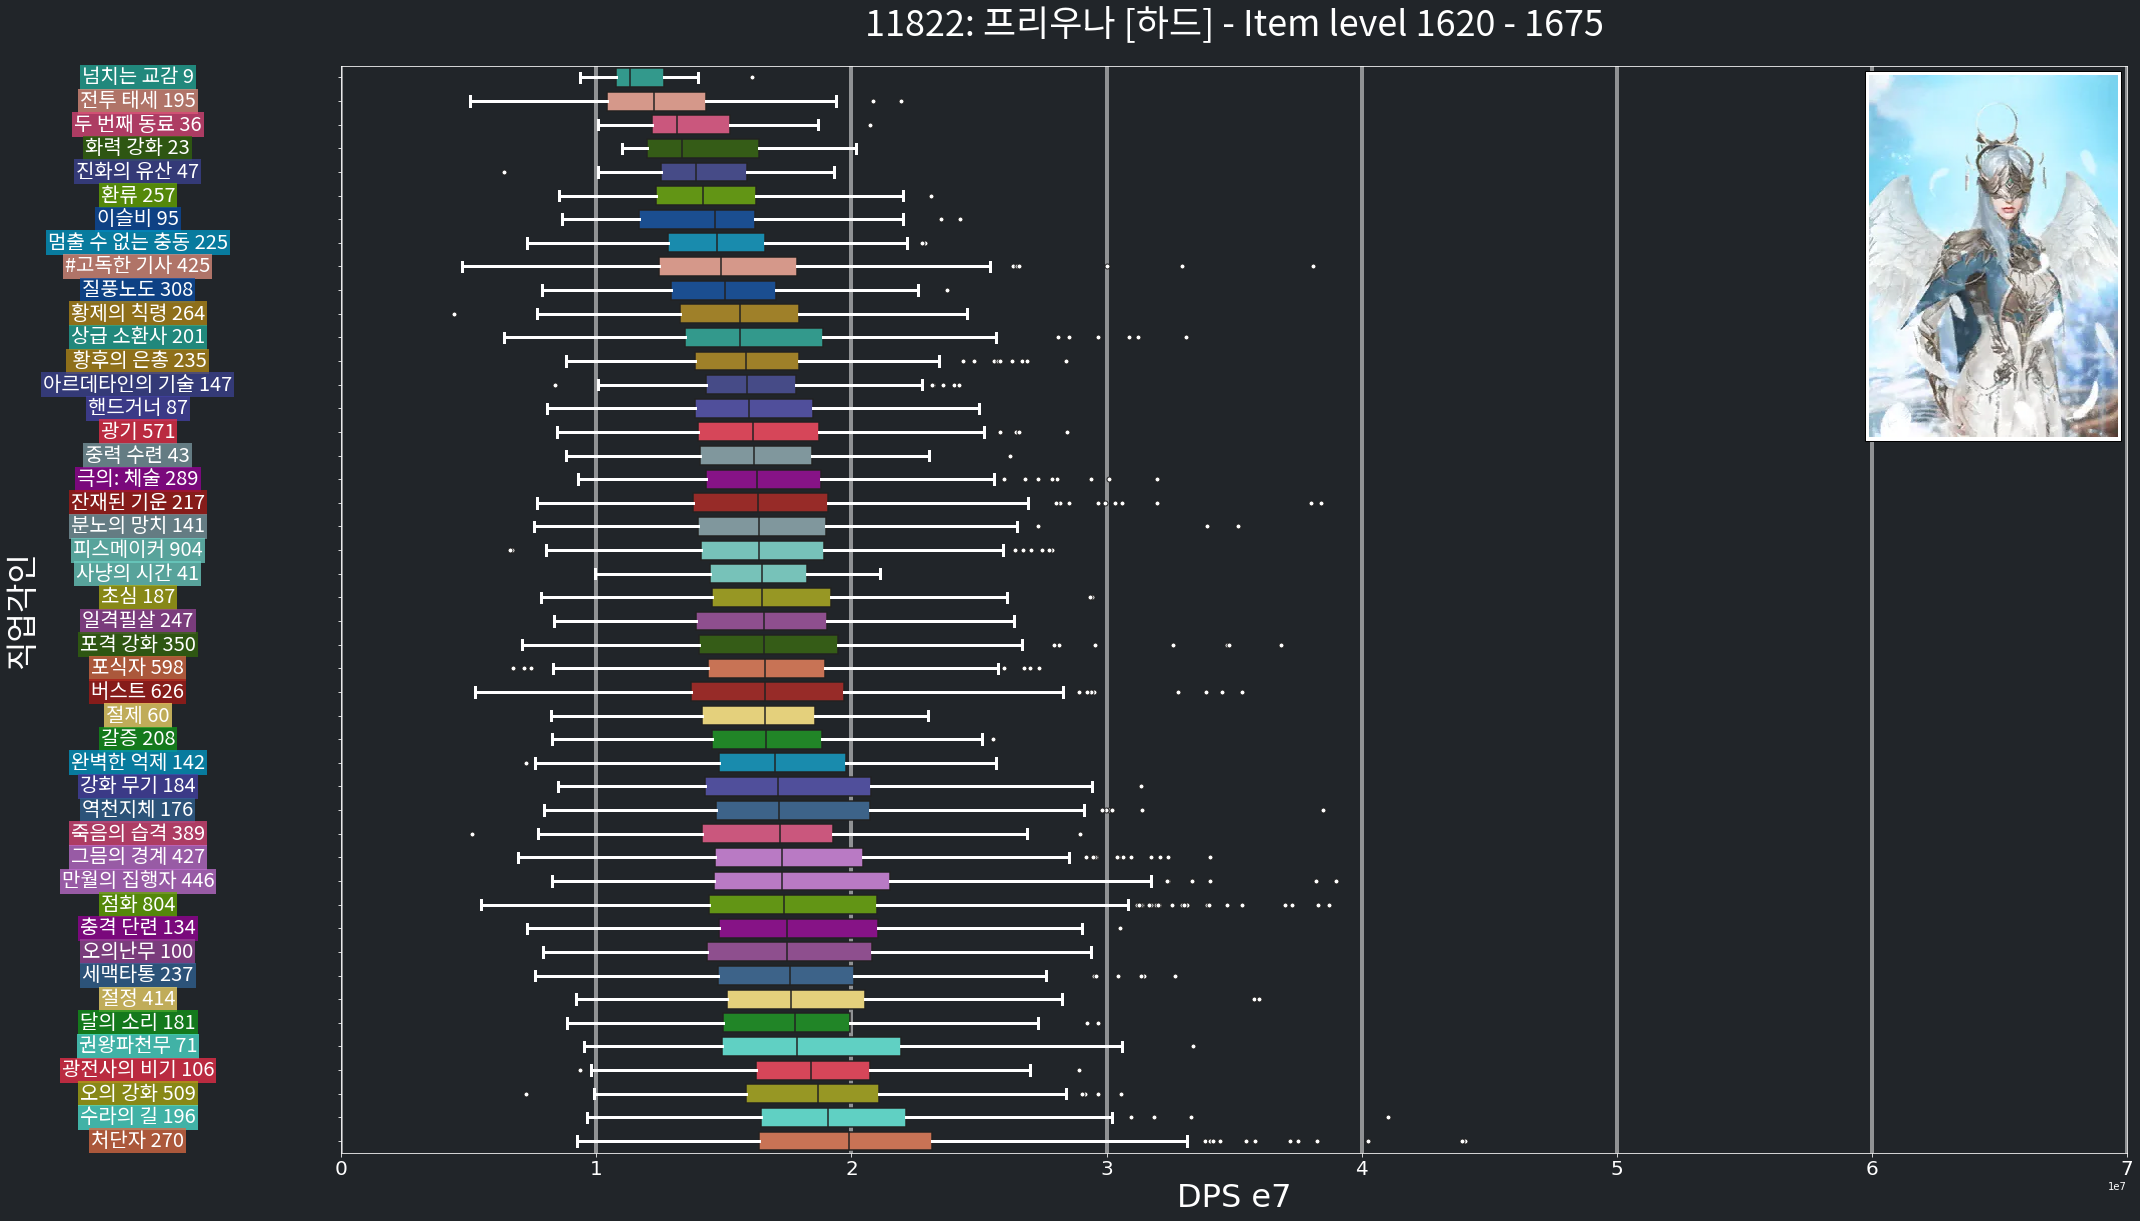 11822: 프리우나 [하드] - Item level 1620 - 1675
넘치는 교감 9
전투 태세 195
두 번째 동료 36
화력 강화 23
진화의 유산 47
환류 257
이슬비 95
멈출 수 없는 충동 225
#고독한 기사 425
질풍노도 308
황제의 칙령 264
상급 소환사 201
황후의 은총 235
아르데타인의 기술 147
핸드거너 87
광기 571
중력 수련 43
극의: 체술 289
잔재된 기운 217
분노의 망치 141
피스메이커 904
사냥의 시간 41
초심 187
일격필살 247
포격 강화 350
포식자 598
버스트 626
절제 60
갈증 208
완벽한 억제 142
강화 무기 184
역천지체 176
죽음의 습격 389
그믐의 경계 427
만월의 집행자 446
점화 804
충격 단련 134
오의난무 100
세맥타통 237
절정 414
달의 소리 181
권왕파천무 71
광전사의 비기 106
오의 강화 509
수라의 길 196
처단자 270
직업각인
0 1 2 3 4 5 6 7
1e7
DPS e7